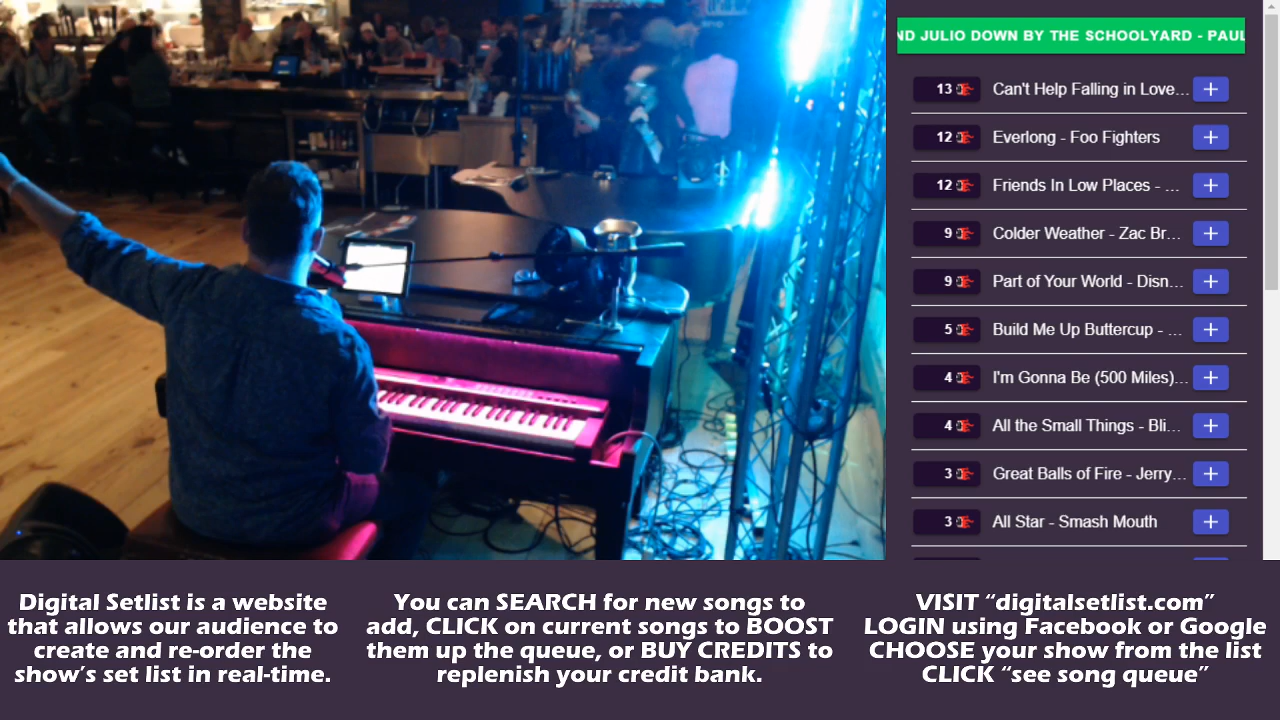 ND JULIO DOWN BY THE SCHOOLYARD - PAUL
13 Can't Help Falling in Love... +
12 Everlong - Foo Fighters +
12 Friends In Low Places - ... +
9 Colder Weather - Zac Br... +
9 Part of Your World - Disn... +
5 Build Me Up Buttercup - ... +
4 I'm Gonna Be (500 Miles)... +
4 All the Small Things - Bli... +
3 Great Balls of Fire - Jerry... +
3 All Star - Smash Mouth +
Digital Setlist is a website
that allows our audience to
create and re-order the
show's set list in real-time.
You can SEARCH for new songs to
add, CLICK on current songs to BOOST
them up the queue, or BUY CREDITS to
replenish your credit bank.
VISIT “digitalsetlist.com”
LOGIN using Facebook or Google
CHOOSE your show from the list
CLICK “see song queue”